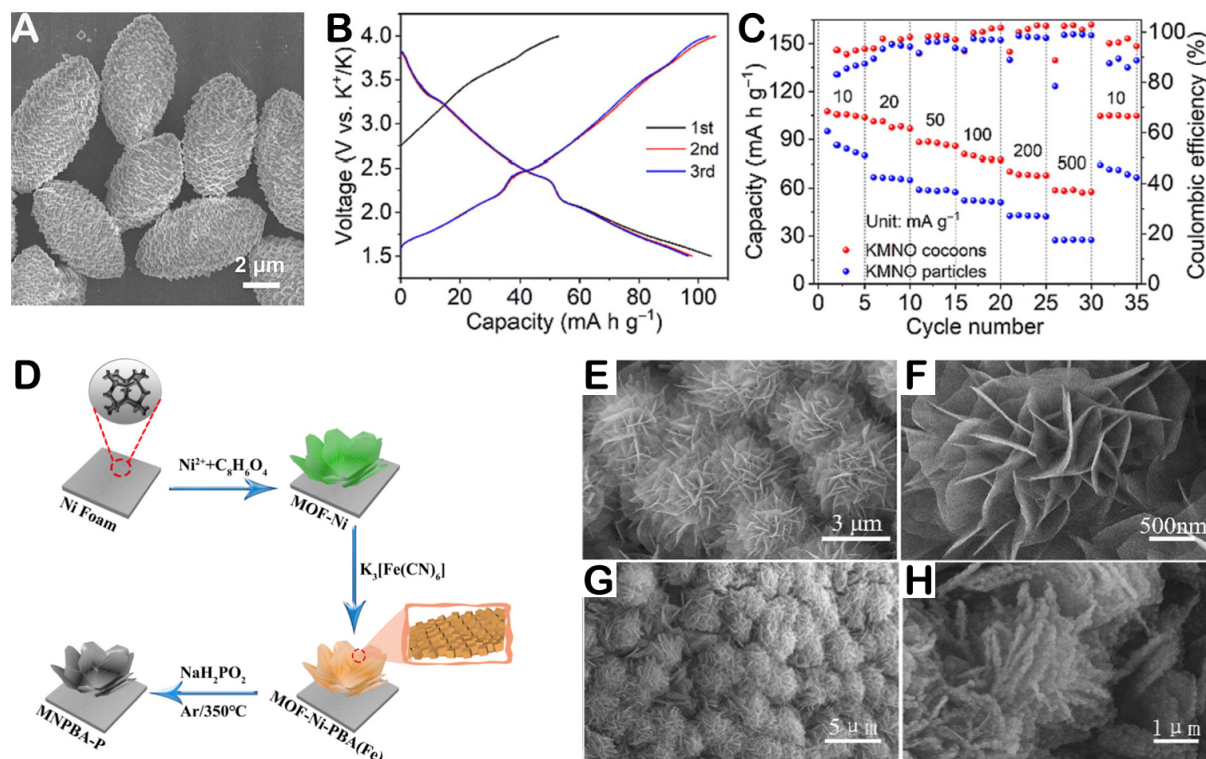 A
2 μm
B
Voltage (V vs. K⁺/K)
4.0
3.5
3.0
2.5
2.0
1.5
1st
2nd
3rd
0 20 40 60 80 100
Capacity (mA h g⁻¹)
C
Capacity (mA h g⁻¹)
150
120
90
60
30
0
10
20
50
100
200
500
10
Unit: mA g⁻¹
KMNO cocoons
KMNO particles
0 5 10 15 20 25 30 35
Cycle number
100
80
60
40
20
0
Coulombic efficiency (%)
D
Ni Foam
Ni²⁺+C₈H₆O₄
MOF-Ni
K₃[Fe(CN)₆]
MOF-Ni-PBA(Fe)
NaH₂PO₂
Ar/350℃
MNPBA-P
E
3 μm
F
500nm
G
5 μm
H
1 μm